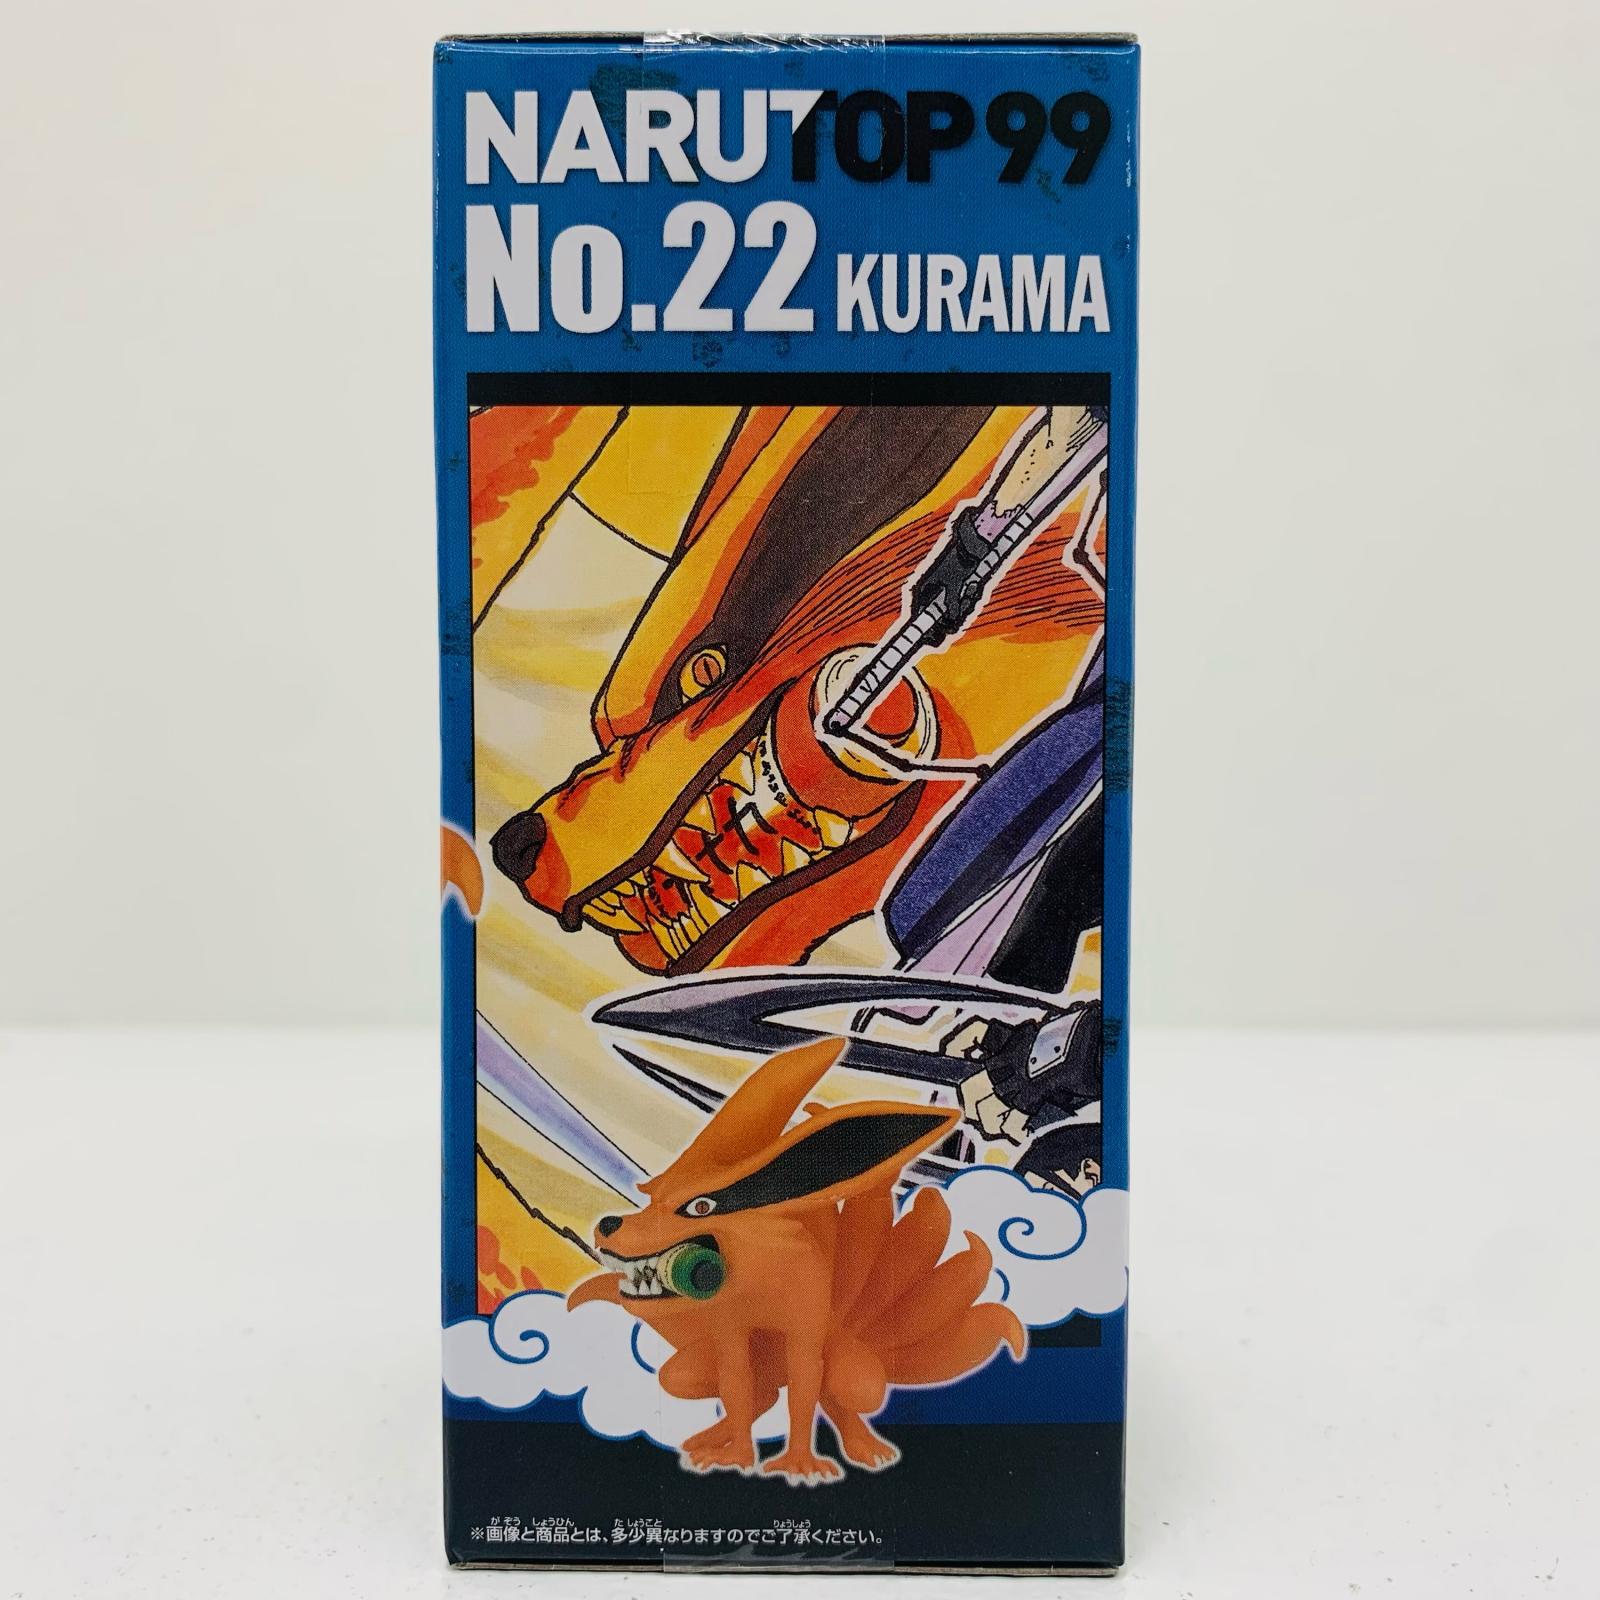 NARUTOP99
No.22 KURAMA
※画像と商品とは、多少異なりますのでご了承ください。